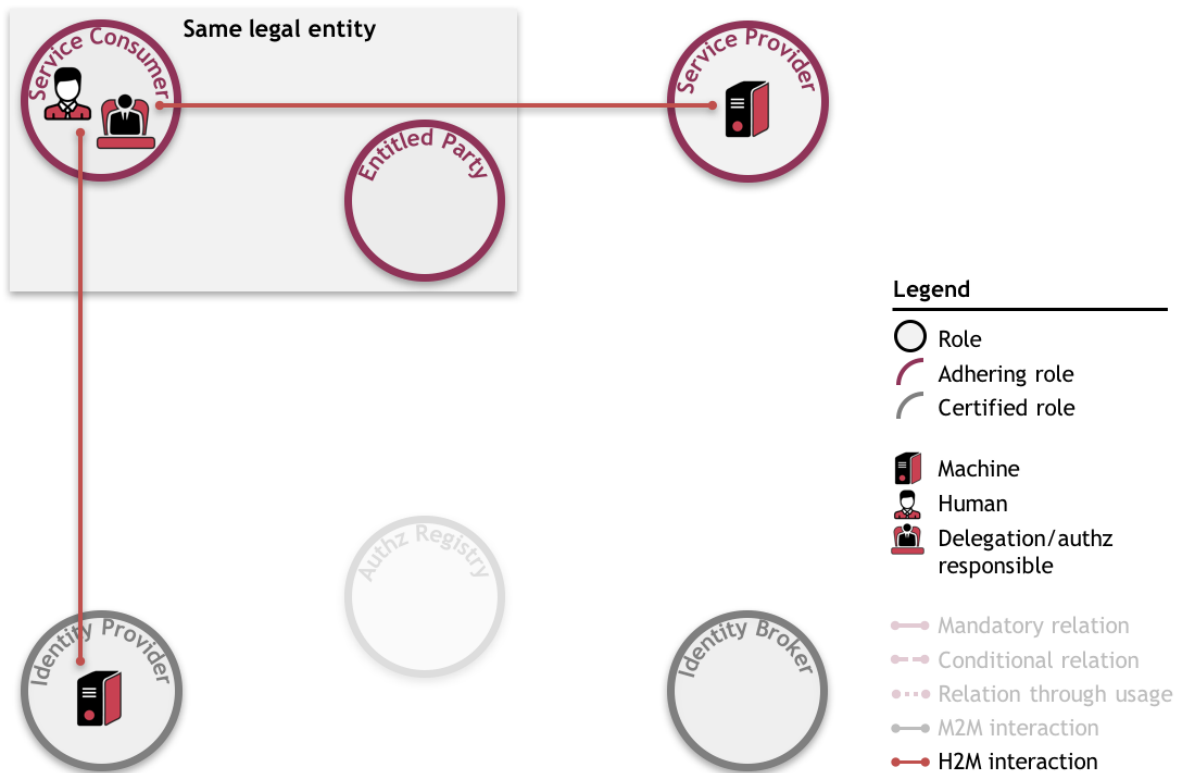 Same legal entity
Service Consumer
Service Provider
Entitled Party
Legend
Role
Adhering role
Certified role
Machine
Human
Delegation/authz
responsible
Authz Registry
Identity Provider
Identity Broker
Mandatory relation
Conditional relation
Relation through usage
M2M interaction
H2M interaction